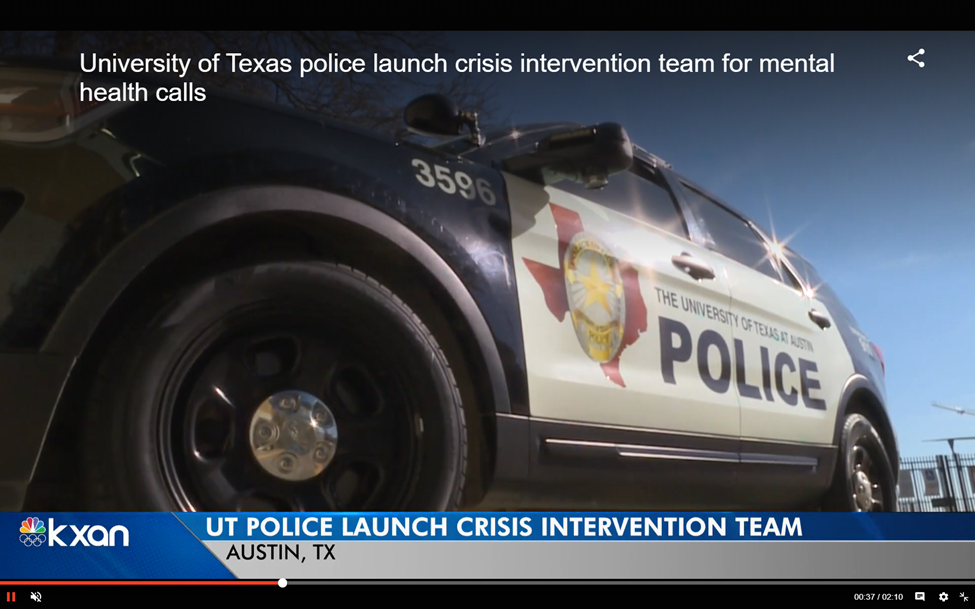 University of Texas police launch crisis intervention team for mental
health calls
3596
THE UNIVERSITY OF TEXAS AT AUSTIN
POLICE
kxan
UT POLICE LAUNCH CRISIS INTERVENTION TEAM
AUSTIN, TX
00:37 / 02:10